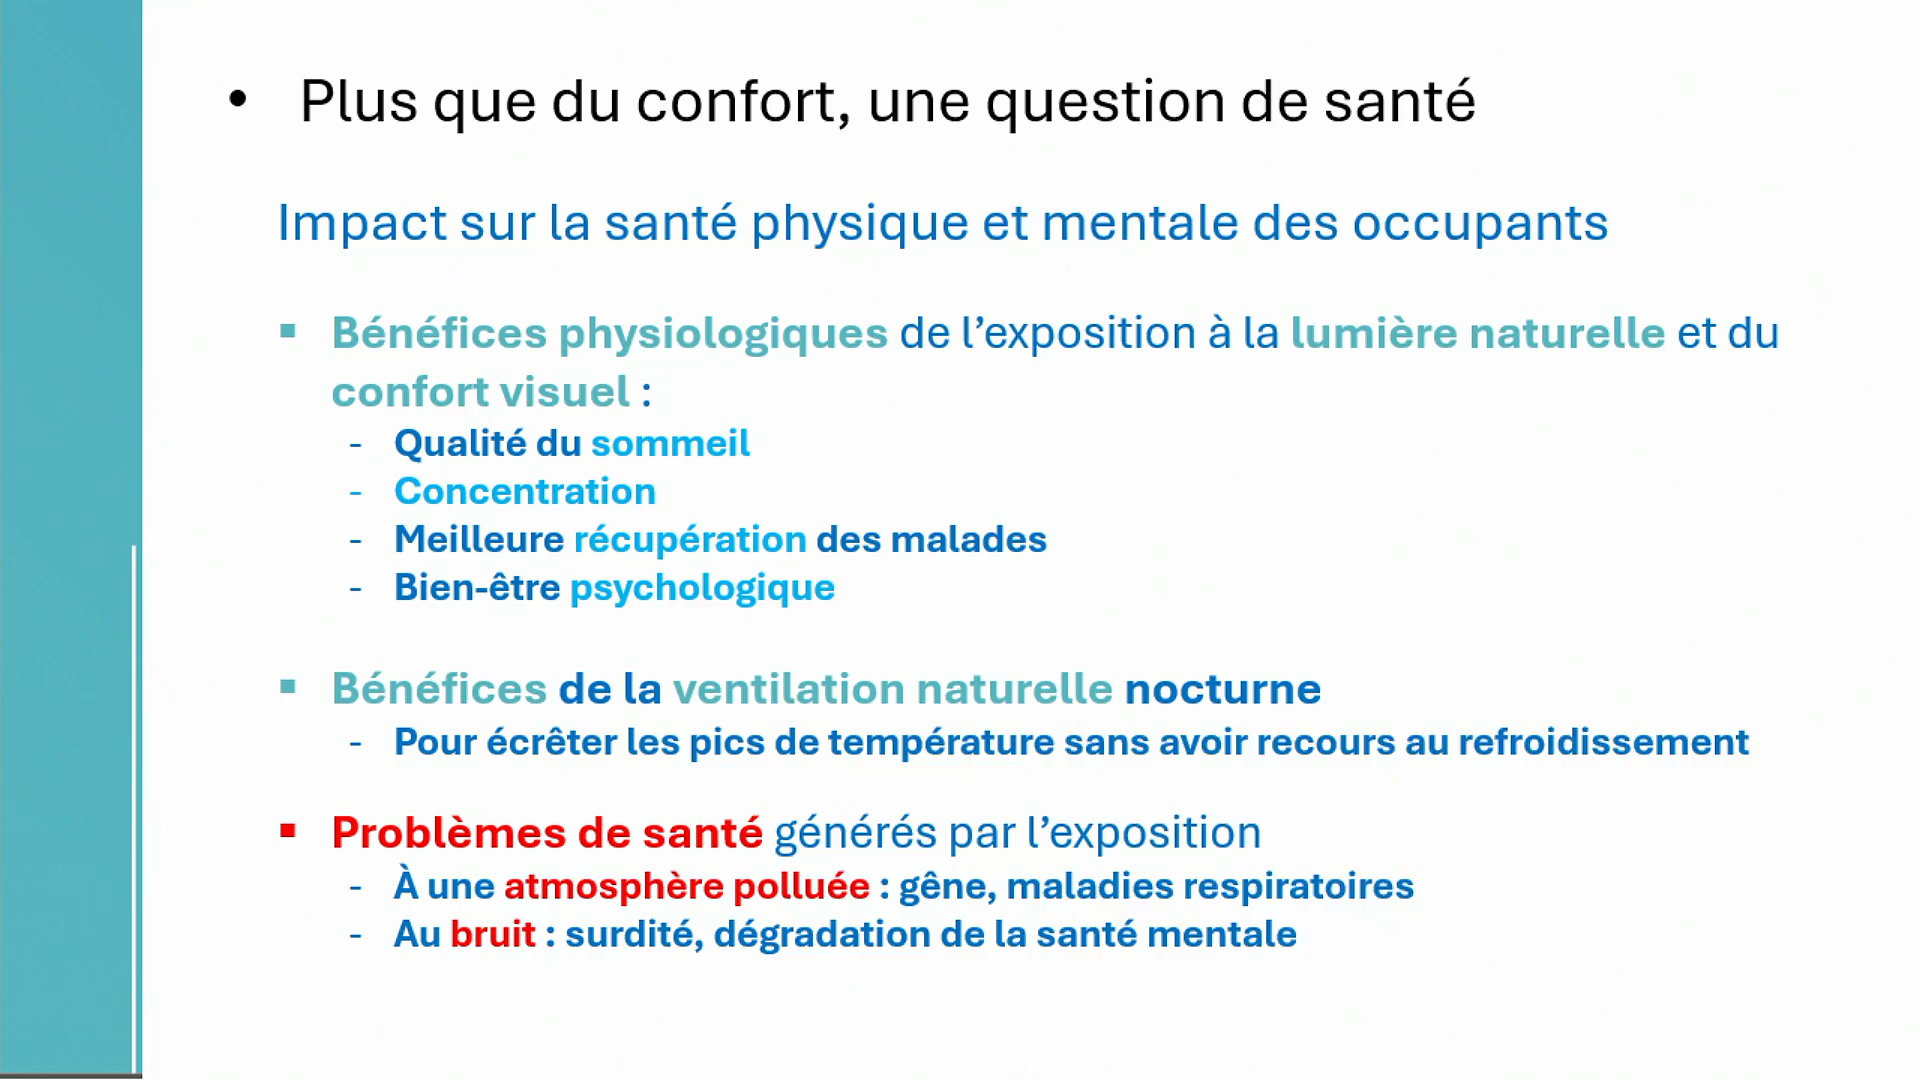 • Plus que du confort, une question de santé
Impact sur la santé physique et mentale des occupants
▪ Bénéfices physiologiques de l’exposition à la lumière naturelle et du
confort visuel :
- Qualité du sommeil
- Concentration
- Meilleure récupération des malades
- Bien-être psychologique
▪ Bénéfices de la ventilation naturelle nocturne
- Pour écrêter les pics de température sans avoir recours au refroidissement
▪ Problèmes de santé générés par l’exposition
- À une atmosphère polluée : gêne, maladies respiratoires
- Au bruit : surdité, dégradation de la santé mentale